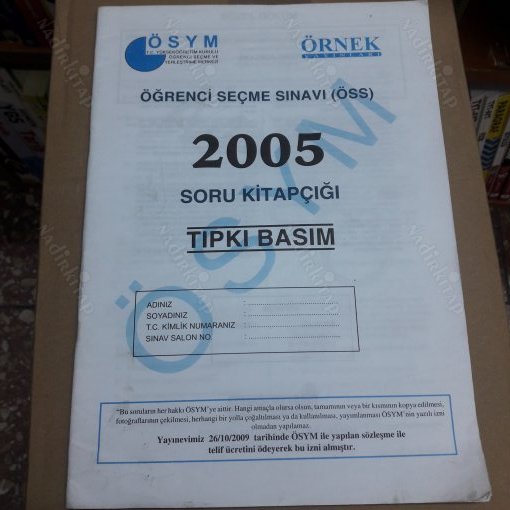 ÖSYM
T.C. YÜKSEKÖĞRETİM KURULU
ÖĞRENCİ SEÇME VE
YERLEŞTİRME MERKEZİ
ÖRNEK
YAYINLARI
ÖĞRENCİ SEÇME SINAVI (ÖSS)
2005
SORU KİTAPÇIĞI
TIPKI BASIM
ÖSYM
ADINIZ : 
SOYADINIZ : 
T.C. KİMLİK NUMARANIZ : 
SINAV SALON NO. : 
"Bu soruların her hakkı ÖSYM'ye aittir. Hangi amaçla olursa olsun, tamamının veya bir kısmının kopya edilmesi,
fotoğraflarının çekilmesi, herhangi bir yolla çoğaltılması ya da kullanılması, yayımlanması ÖSYM'nin yazılı izni
olmadan yapılamaz.
Yayınevimiz 26/10/2009 tarihinde ÖSYM ile yapılan sözleşme ile
telif ücretini ödeyerek bu izni almıştır.
NADİRKİTAP